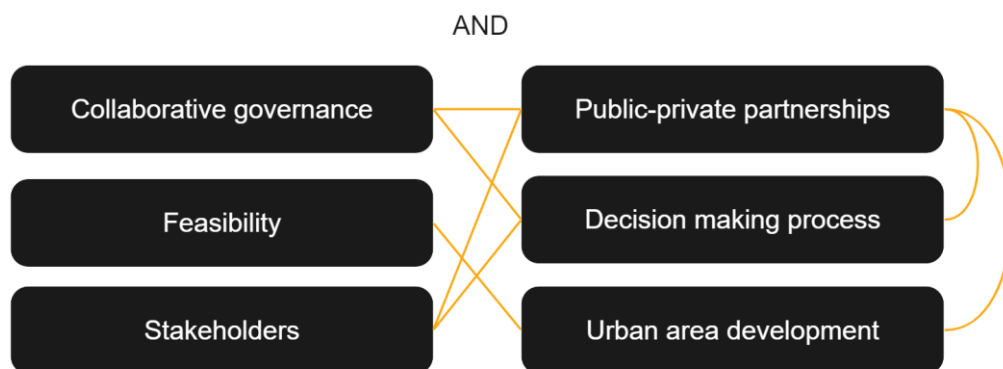 AND
Collaborative governance
Public-private partnerships
Feasibility
Decision making process
Stakeholders
Urban area development